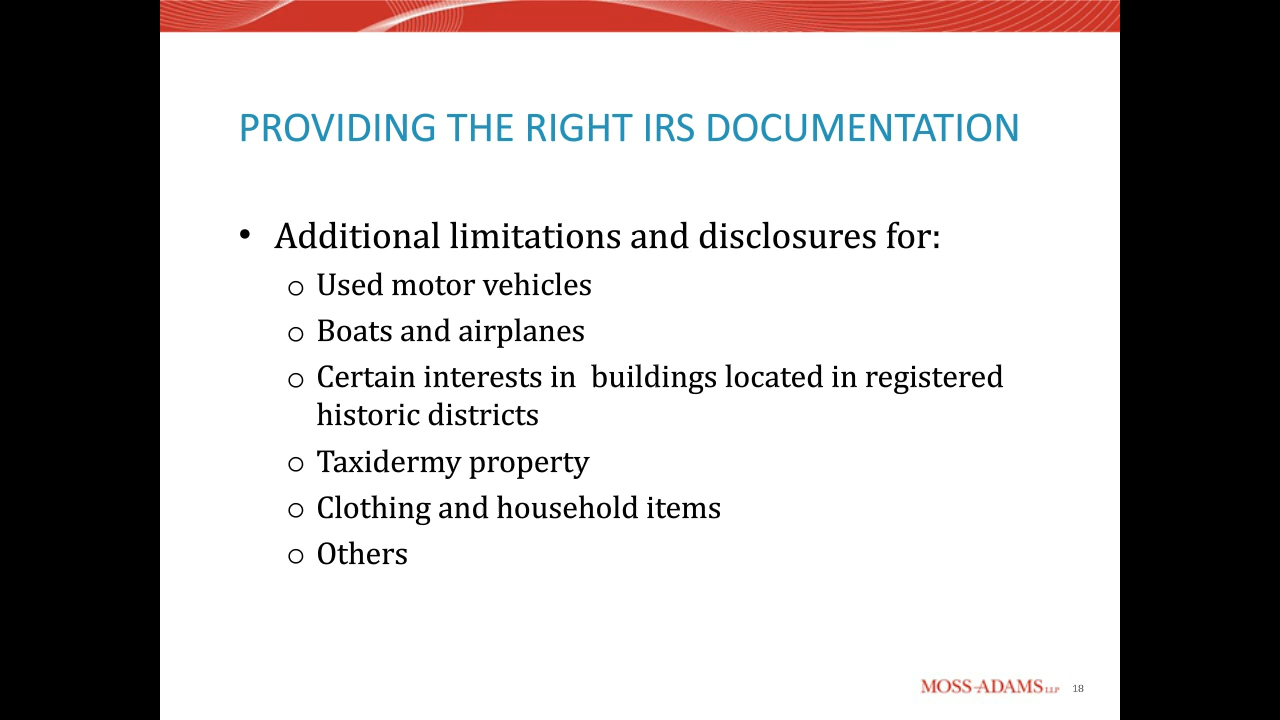 PROVIDING THE RIGHT IRS DOCUMENTATION
• Additional limitations and disclosures for:
o Used motor vehicles
o Boats and airplanes
o Certain interests in  buildings located in registered
historic districts
o Taxidermy property
o Clothing and household items
o Others
MOSS-ADAMS LLP 18